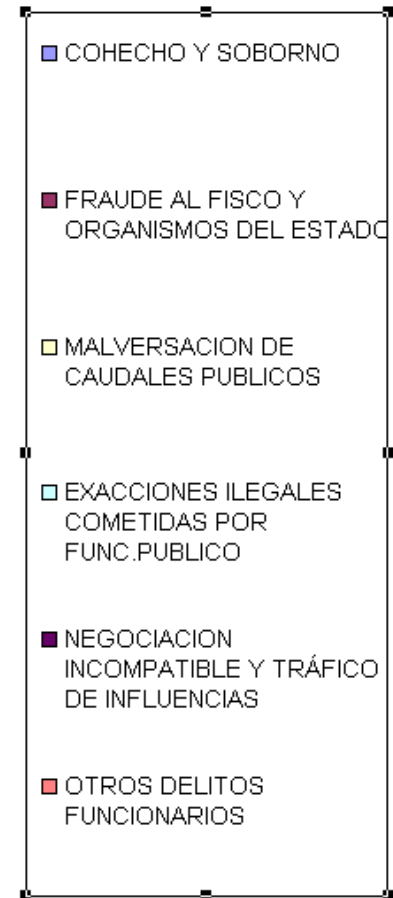 COHECHO Y SOBORNO
FRAUDE AL FISCO Y
ORGANISMOS DEL ESTADO
MALVERSACION DE
CAUDALES PUBLICOS
EXACCIONES ILEGALES
COMETIDAS POR
FUNC.PUBLICO
NEGOCIACION
INCOMPATIBLE Y TRÁFICO
DE INFLUENCIAS
OTROS DELITOS
FUNCIONARIOS